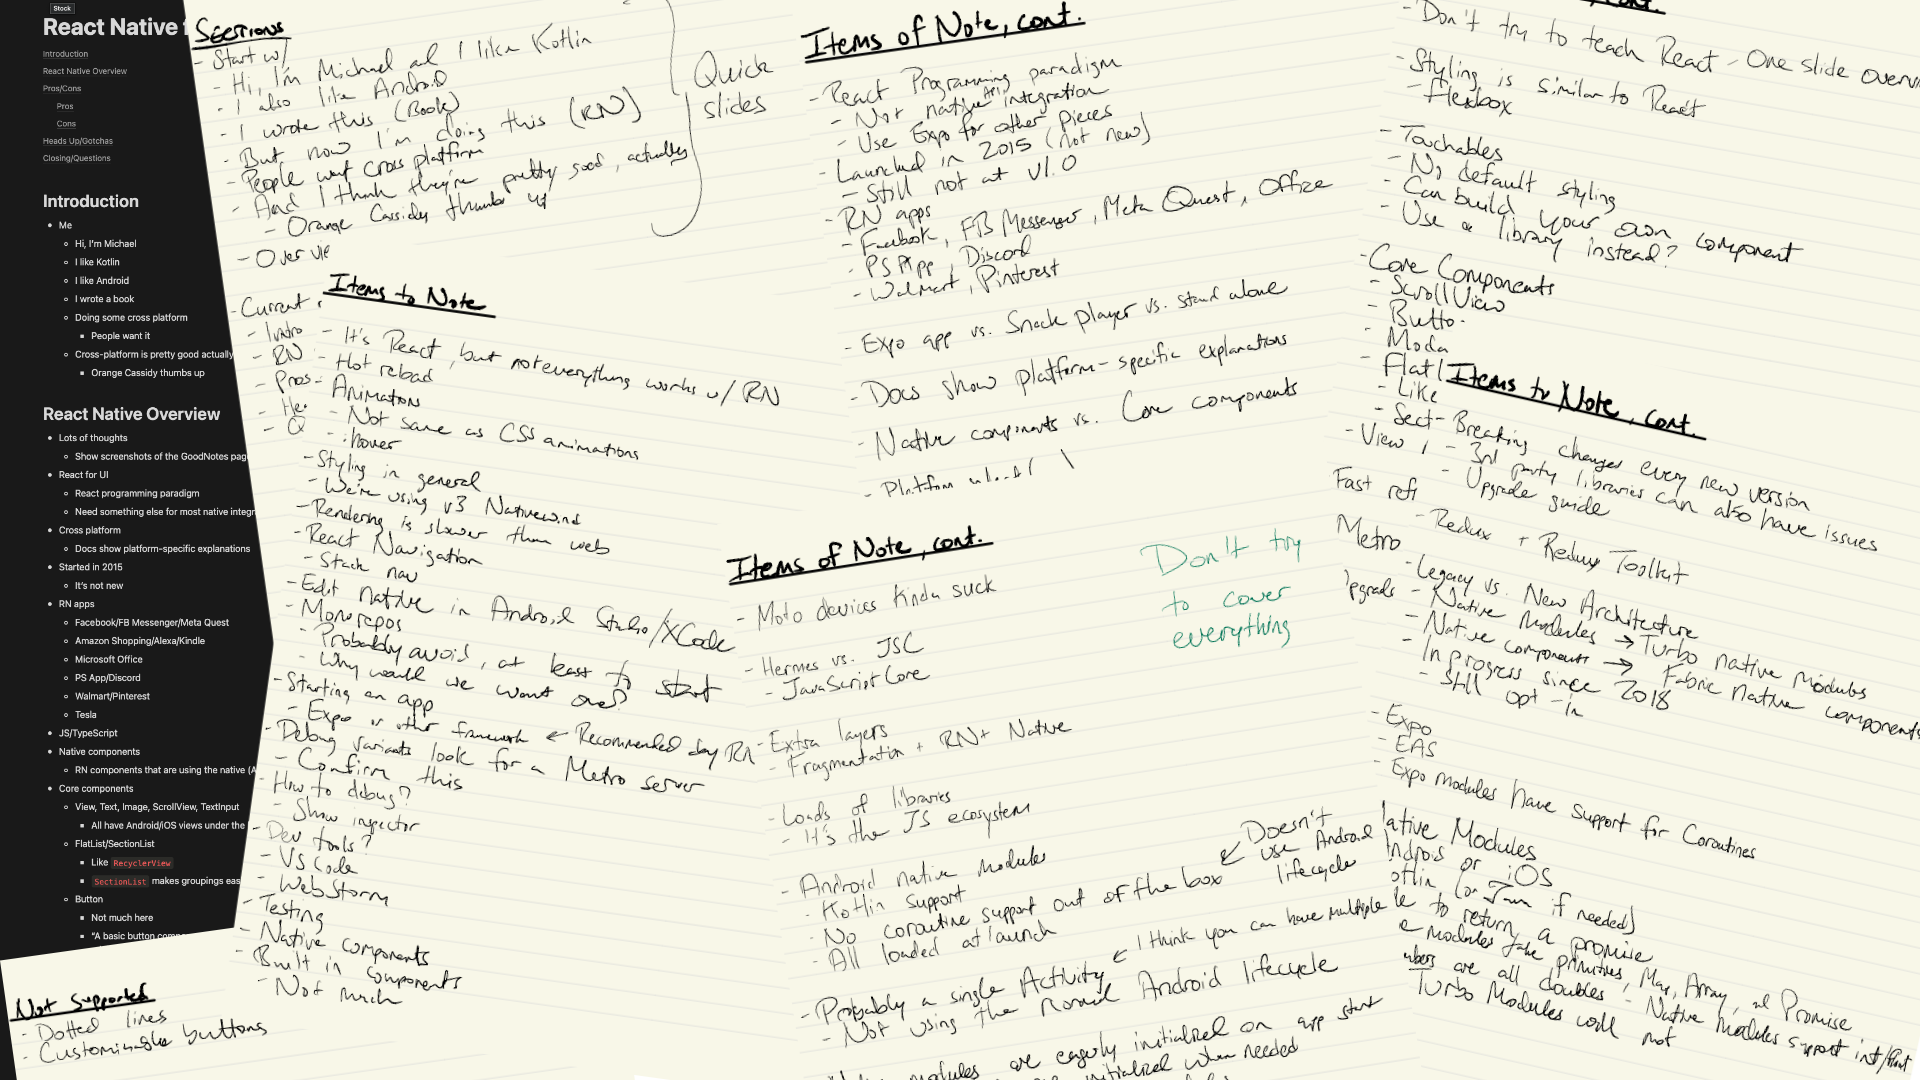 Stock
React Native f
Introduction
React Native Overview
Pros/Cons
Pros
Cons
Heads Up/Gotchas
Closing/Questions
Introduction
Me
Hi, I'm Michael
I like Kotlin
I like Android
I wrote a book
Doing some cross platform
People want it
Cross-platform is pretty good actually
Orange Cassidy thumbs up
React Native Overview
Lots of thoughts
Show screenshots of the GoodNotes pag
React for UI
React programming paradigm
Need something else for most native integr
Cross platform
Docs show platform-specific explanations
Started in 2015
It's not new
RN apps
Facebook/FB Messenger/Meta Quest
Amazon Shopping/Alexa/Kindle
Microsoft Office
PS App/Discord
Walmart/Pinterest
Tesla
JS/TypeScript
Native components
RN components that are using the native (A
Core components
View, Text, Image, ScrollView, TextInput
All have Android/iOS views under the
FlatList/SectionList
Like RecyclerView
SectionList makes groupings eas
Button
Not much here
"A basic button comp
Not Supported
- Dotted lines
- Customizable buttons
Sections
- Start w/
- Hi, I'm Michael and I like Kotlin
- I also like Android
- I wrote this (Book)
- But now I'm doing this (RN)
- People want cross platform
- And I think they're pretty good, actually
- Orange Cassidy thumbs up
- Overvie
Quick
slides
- Current
- Intro
- RN
- Pros
- He
- Q
Items to Note
- It's React, but not everything works w/ RN
- Hot reload
- Animations
- Not same as CSS animations
- :hover
- Styling in general
- We're using v3 Nativewind
- Rendering is slower than web
- React Navigation
- Stack nav
- Edit native in Android Studio/XCode
- Monorepos
- Probably avoid, at least to start
- Why would we want one?
- Starting an app
- Expo vs other framework ← Recommended by RN
- Debug variants look for a Metro server
- Confirm this
- How to debug?
- Show inspector
- Dev tools?
- VS Code
- WebStorm
- Testing
- Native components
- Built in components
- Not much
Items of Note, cont.
- React Programming paradigm
- Not native API integration
- Use Expo for other pieces
- Launched in 2015 (not new)
- Still not at v1.0
- RN apps
- Facebook, FB Messenger, Meta Quest, Office
- PS App, Discord
- Walmart, Pinterest
- Expo app vs. Snack player vs. stand alone
- Docs show platform-specific explanations
- Native components vs. Core components
- Platform
Items of Note, cont.
- Moto devices kinda suck
- Hermes vs. JSC
- JavaScriptCore
- Extra layers
- Fragmentation + RN + Native
- Loads of libraries
- It's the JS ecosystem
- Android native modules
- Kotlin support
- No coroutine support out of the box ← Doesn't use Android lifecycle
- All loaded at launch
- Probably a single Activity ← I think you can have multiple
- Not using the normal Android lifecycle
modules are eagerly initialized on app start
initialized when needed
Don't try
to cover
everything
cont.
- Don't try to teach React - One slide overvi
- Styling is similar to React
- flexbox
- Touchables
- No default styling
- Can build your own component
- Use a library instead?
- Core Components
- ScrollView
- Butto
- Moda
- Flatl
- Like
- Sect
- View,
Fast refr
Metro
Upgrade
Items to Note, cont.
- Breaking changes every new version
- 3rd party libraries can also have issues
- Upgrade guide
- Redux + Redux Toolkit
- Legacy vs. New Architecture
- Native Modules → Turbo native modules
- Native components → Fabric native components
- In progress since 2018
- Still opt-in
- Expo
- EAS
- Expo modules have support for Coroutines
ative Modules
ndroid or iOS
otlin (or Java if needed)
le to return a promise
e modules take primitives, Map, Array, and Promise
umbers are all doubles - Native Modules support int/float
Turbo Modules will not